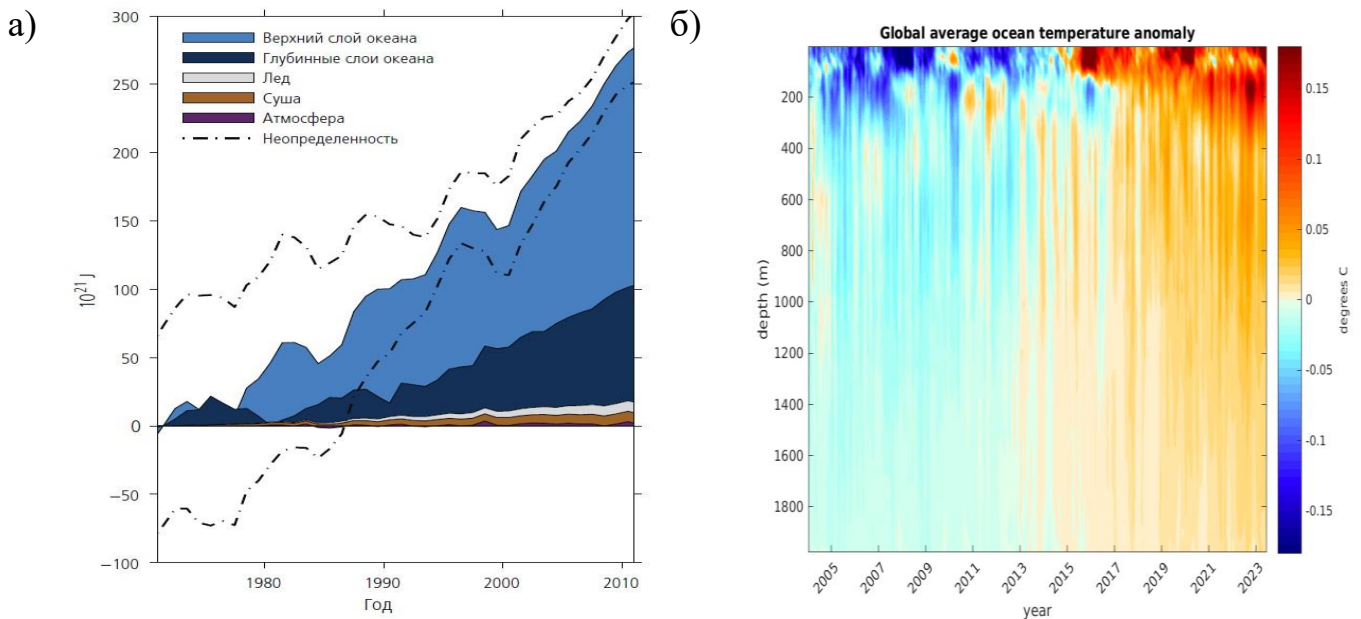 а)
300
250
200
150
100
50
0
−50
−100
10²¹ J
Верхний слой океана
Глубинные слои океана
Лед
Суша
Атмосфера
Неопределенность
1980
1990
2000
2010
Год
б)
Global average ocean temperature anomaly
200
400
600
800
1000
1200
1400
1600
1800
depth (m)
2005
2007
2009
2011
2013
2015
2017
2019
2021
2023
year
0.15
0.1
0.05
0
-0.05
-0.1
-0.15
degrees C